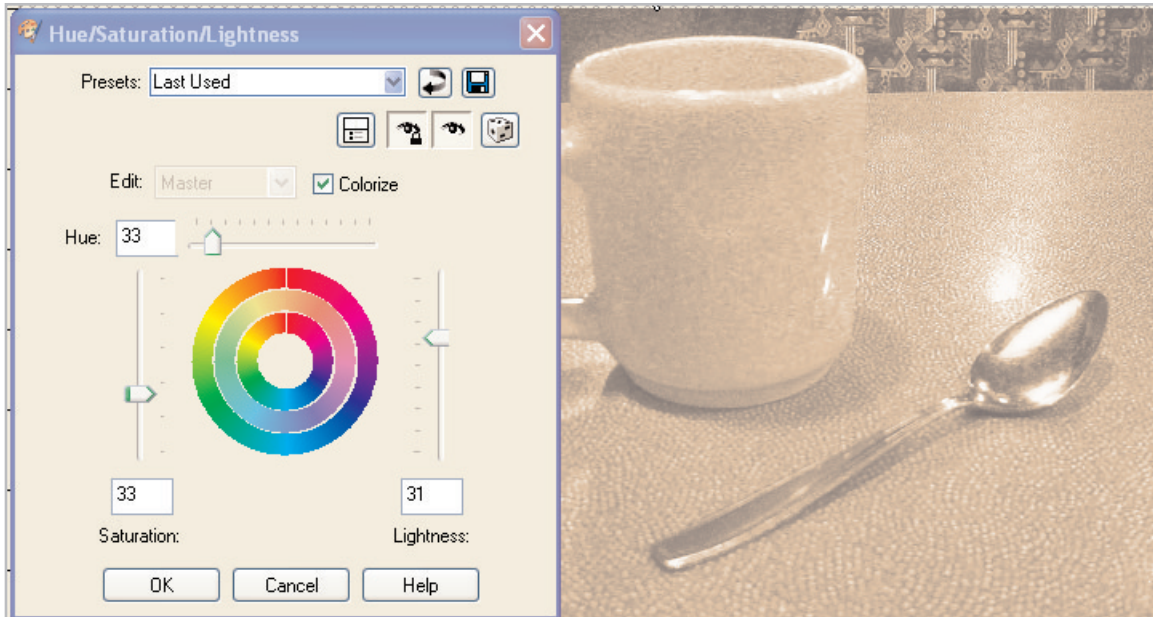 Hue/Saturation/Lightness
Presets: Last Used
Edit: Master Colorize
Hue: 33
33 31
Saturation: Lightness:
OK Cancel Help